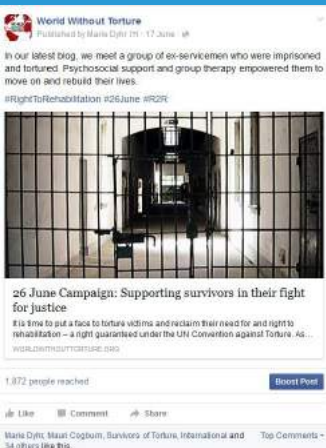 World Without Torture
Published by Marie Dyhr [?] · 17 June ·
In our latest blog, we meet a group of ex-servicemen who were imprisoned
and tortured. Psychosocial support and group therapy empowered them to
move on and rebuild their lives.
#RightToRehabilitation #26June #R2R
26 June Campaign: Supporting survivors in their fight
for justice
It is time to put a face to torture victims and reclaim their need for and right to
rehabilitation – a right guaranteed under the UN Convention against Torture. As...
WORLDWITHOUTTORTURE.ORG
1,872 people reached
Boost Post
Like Comment Share
Marie Dyhr, Mauri Cogburn, Survivors of Torture, International and
34 others like this.
Top Comments